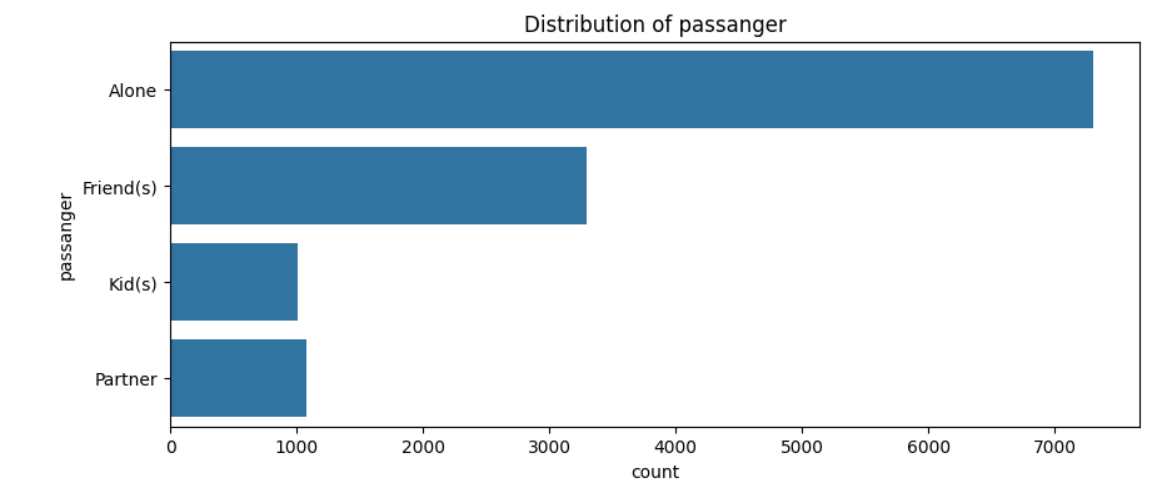 Distribution of passanger
passanger
Alone
Friend(s)
Kid(s)
Partner
0 1000 2000 3000 4000 5000 6000 7000
count